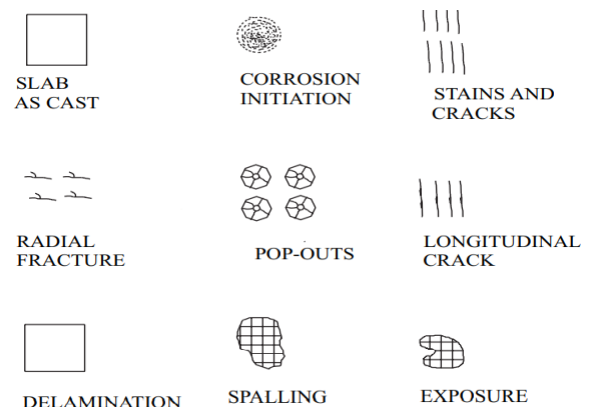 SLAB
AS CAST
CORROSION
INITIATION
STAINS AND
CRACKS
RADIAL
FRACTURE
POP-OUTS
LONGITUDINAL
CRACK
DELAMINATION
SPALLING
EXPOSURE